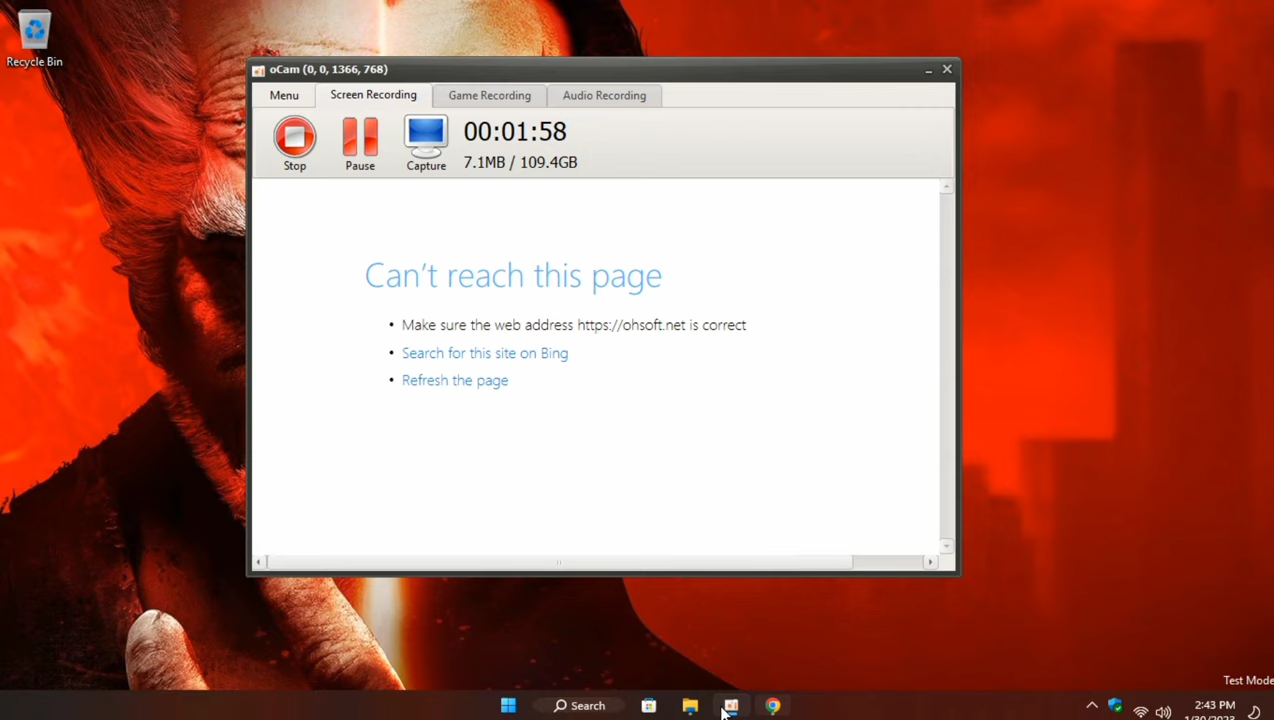 Recycle Bin
oCam (0, 0, 1366, 768)
Menu
Screen Recording
Game Recording
Audio Recording
Stop
Pause
Capture
00:01:58
7.1MB / 109.4GB
Can't reach this page
• Make sure the web address https://ohsoft.net is correct
• Search for this site on Bing
• Refresh the page
Test Mode
Search
2:43 PM
1/30/2023